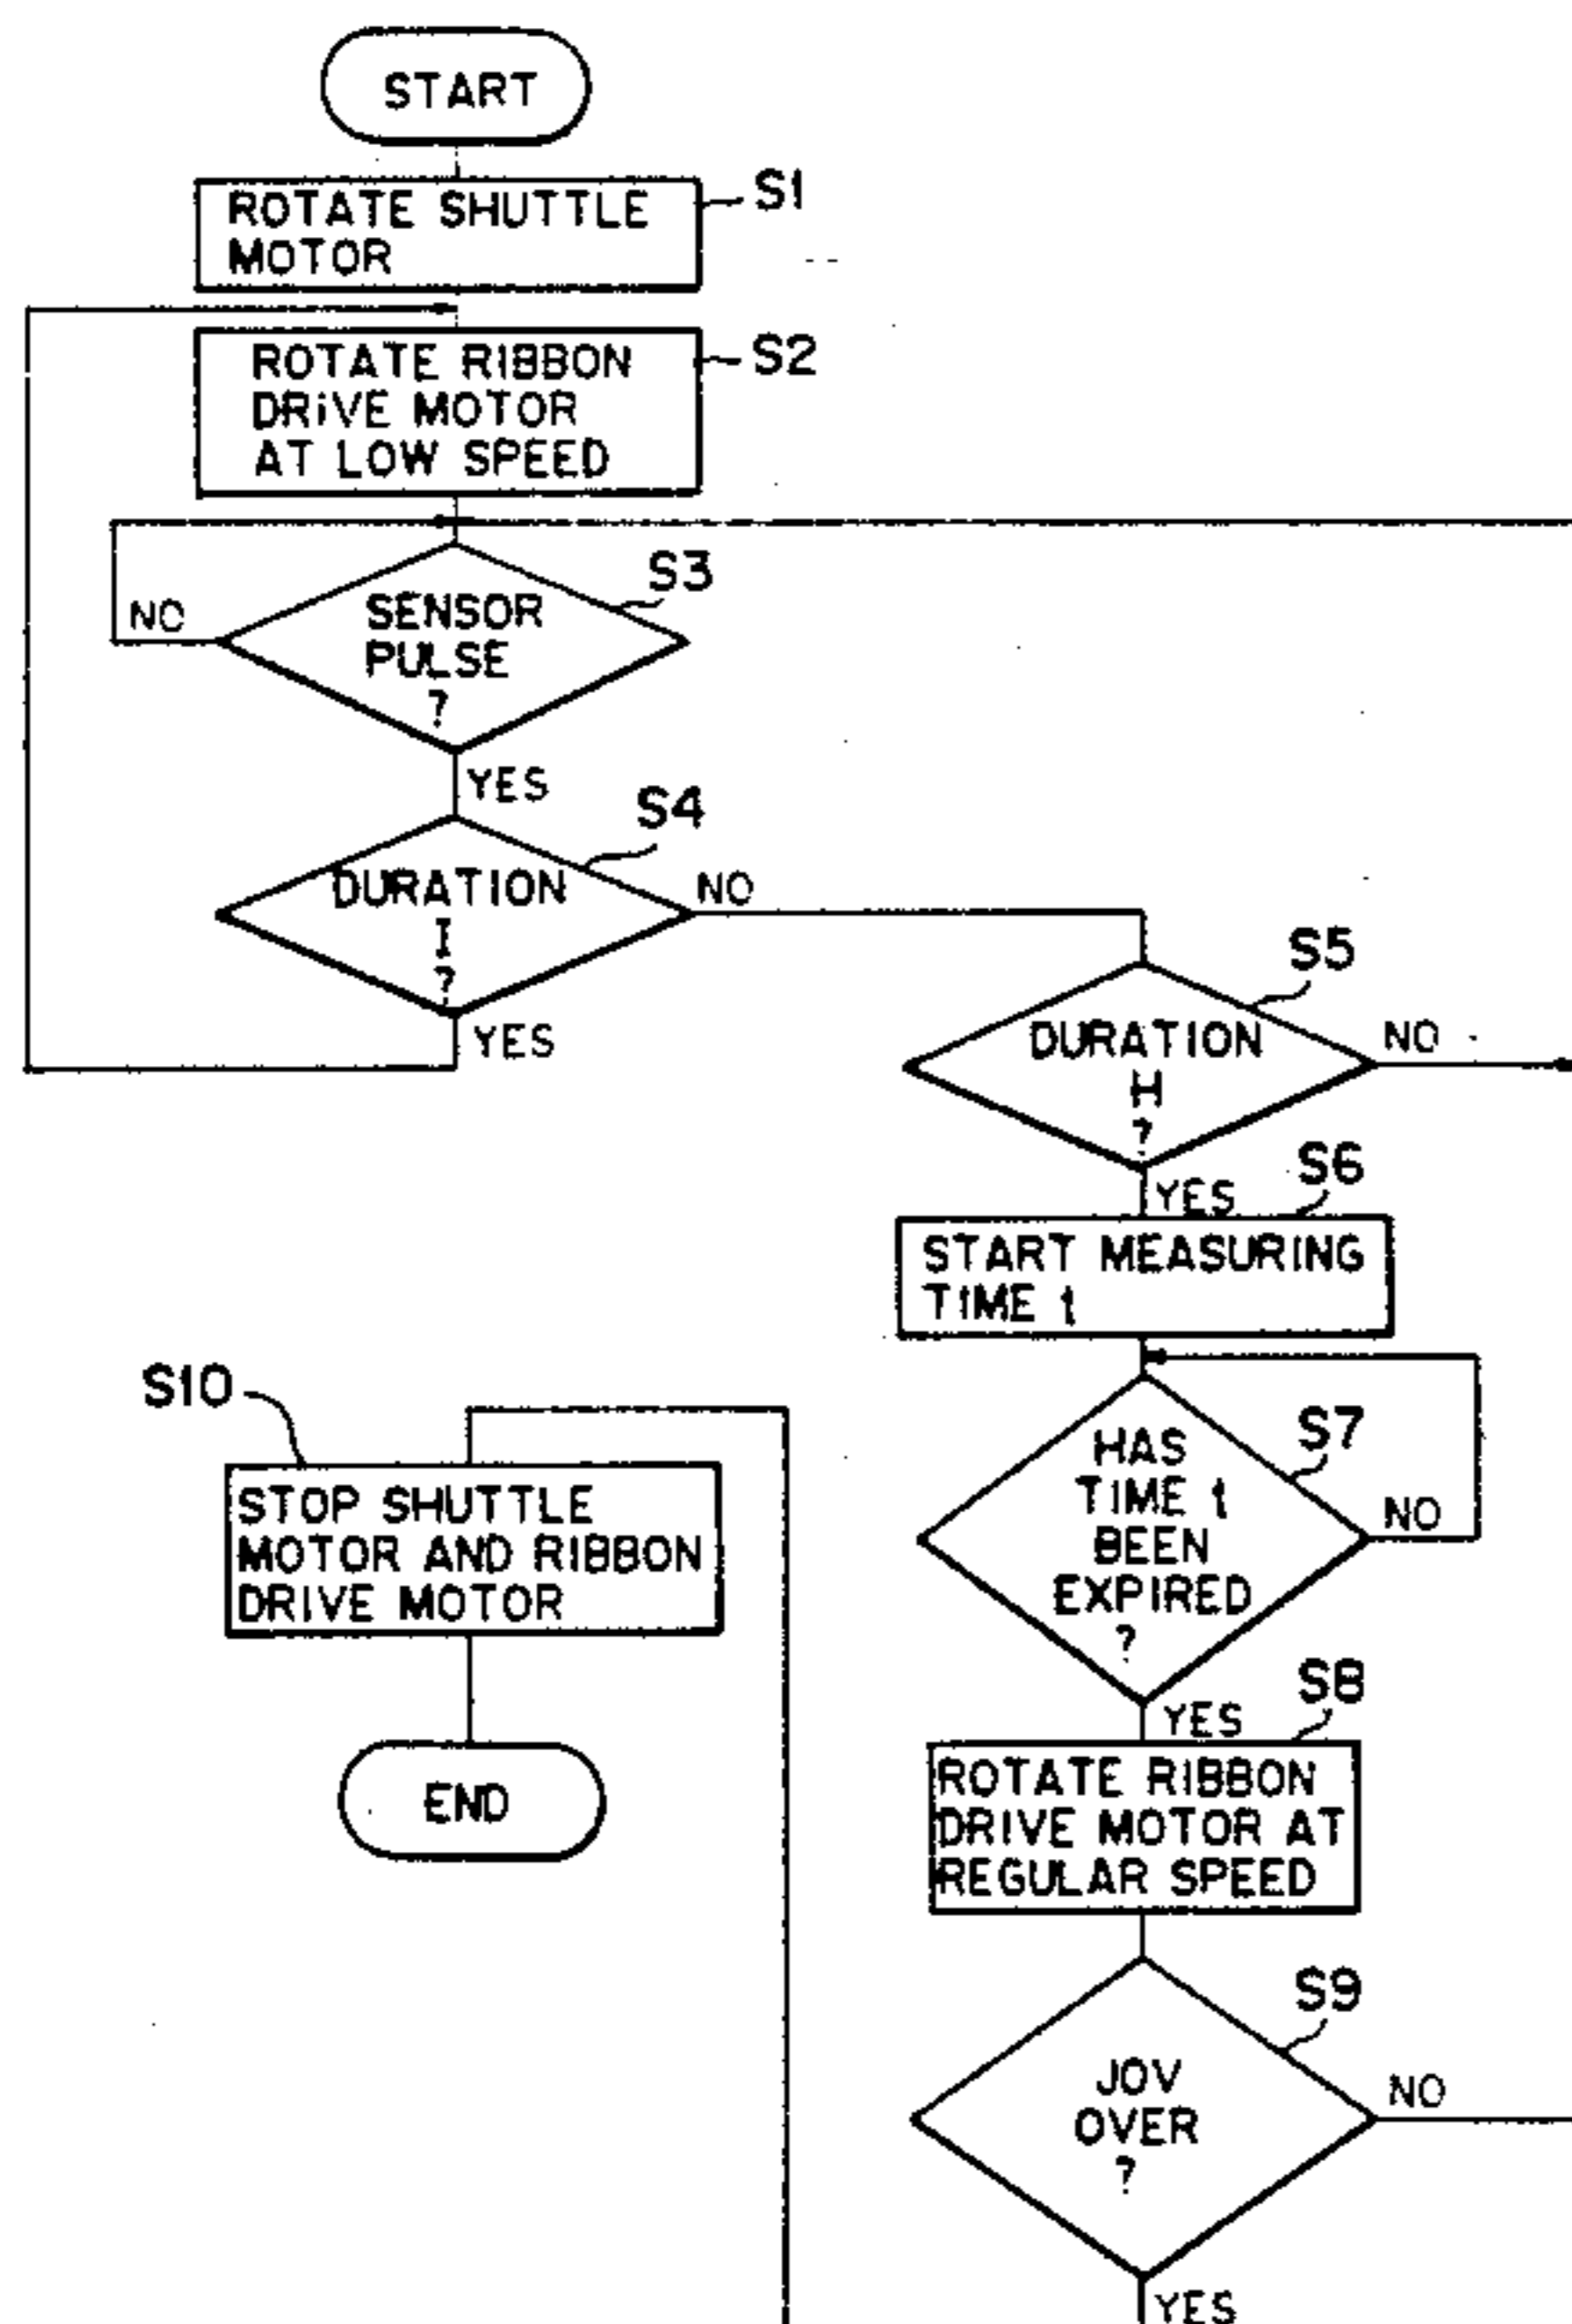 START
S1
ROTATE SHUTTLE
MOTOR
S2
ROTATE RIBBON
DRiVE MOTOR
AT LOW SPEED
S3
NO
SENSOR
PULSE
?
YES
S4
DURATION
I
?
NO
YES
S5
DURATION
H
?
NO
YES
S6
START MEASURING
TIME t
S7
HAS
TIME t
BEEN
EXPIRED
?
NO
YES
S8
ROTATE RIBBON
DRIVE MOTOR AT
REGULAR SPEED
S9
JOV
OVER
?
NO
YES
S10
STOP SHUTTLE
MOTOR AND RIBBON
DRIVE MOTOR
END